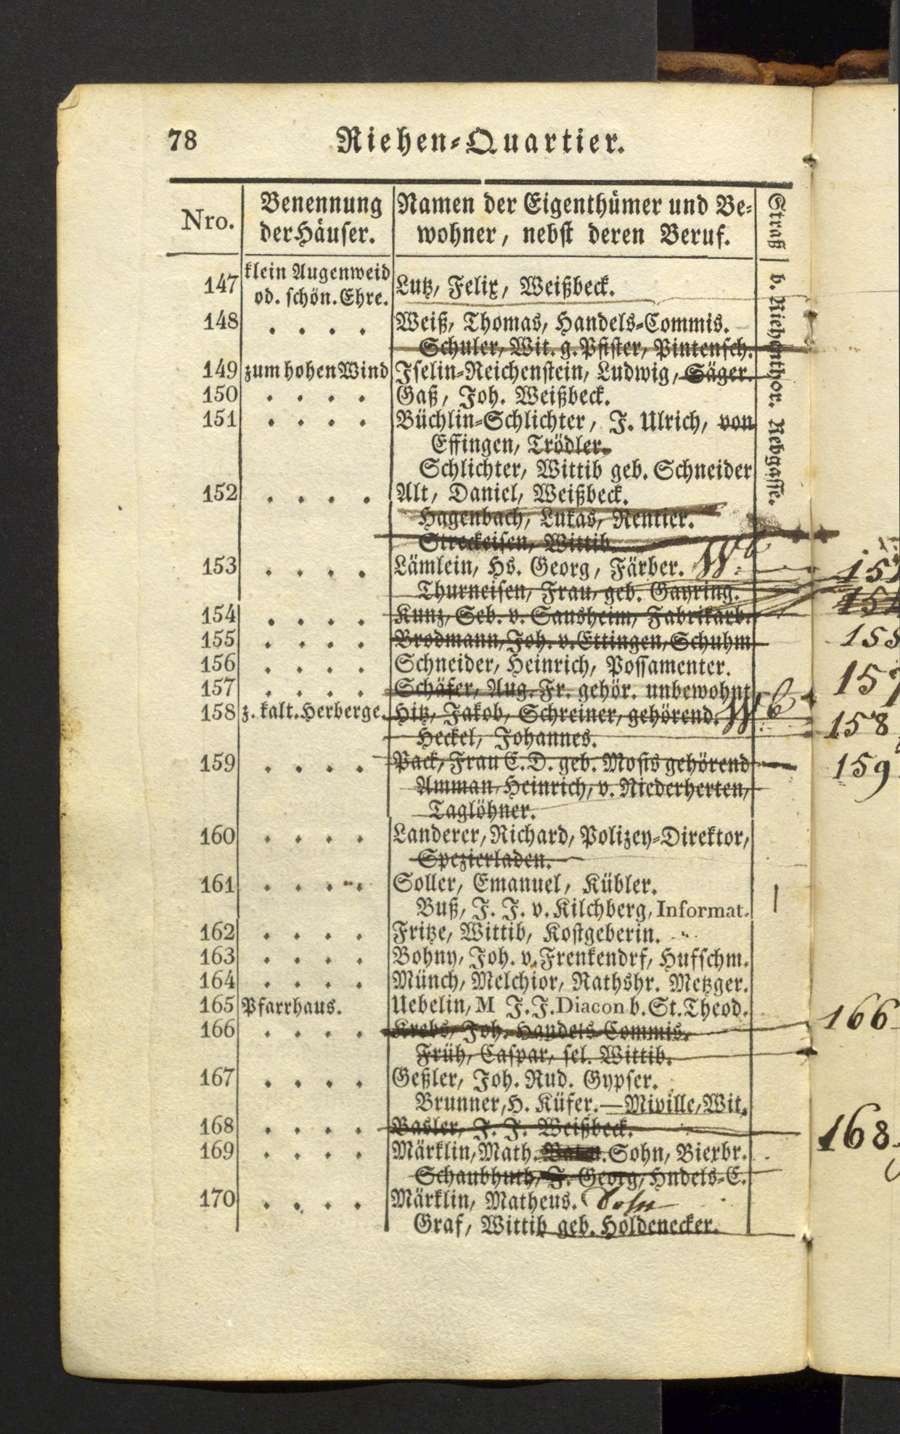 78 Riehen-Quartier.
Nro. Benennung der Häuser. Namen der Eigenthümer und Be-
wohner, nebst deren Beruf.
Straß b. Riehenthor. Rebgasse.
147 klein Augenweid
od. schön. Ehre. Lutz, Felix, Weißbeck.
148 . . . . Weiß, Thomas, Handels-Commis.
Schuler, Wit. g. Pfister, Pintensch.
149 zum hohen Wind Iselin-Reichenstein, Ludwig, Säger.
150 . . . . Gaß, Joh. Weißbeck.
151 . . . . Büchlin-Schlichter, J. Ulrich, von
Effingen, Trödler.
Schlichter, Wittib geb. Schneider
152 . . . . Alt, Daniel, Weißbeck.
Hagenbach, Lukas, Rentier.
Streckeisen, Wittib.
153 . . . . Lämlein, Hs. Georg, Färber. Wb
Thurneisen, Frau, geb. Gayring.
154 . . . . Kunz, Seb. v. Sausheim, Fabrikarb.
155 . . . . Brodmann, Joh. v. Ettingen, Schuhm
155
156 . . . . Schneider, Heinrich, Possamenter.
157 . . . . Schäfer, Aug. Fr. gehör. unbewohnt
157
158 z. kalt. Herberge. Hitz, Jakob, Schreiner, gehörend. Wb
158
Heckel, Johannes.
159 . . . . Pack, Frau E. D. geb. Mosis gehörend
159
Amman, Heinrich, v. Niederherten,
Taglöhner.
160 . . . . Landerer, Richard, Polizey-Direktor,
Spezierladen.
161 . . . . Soller, Emanuel, Kübler.
Buß, J. J. v. Kilchberg, Informat.
162 . . . . Fritze, Wittib, Kostgeberin.
163 . . . . Bohny, Joh. v. Frenkendrf, Hufschm.
164 . . . . Münch, Melchior, Rathshr. Metzger.
165 Pfarrhaus. Uebelin, M J. J. Diacon b. St. Theod.
166 . . . . Krebs, Joh. Handels-Commis.
166
Früh, Caspar, sel. Wittib.
167 . . . . Geßler, Joh. Rud. Gypser.
Brunner, H. Küfer.—Miville, Wit.
168 . . . . Basler, J. J. Weißbeck.
168
169 . . . . Märklin, Math. Sohn, Bierbr.
Schaubhuth, J. Georg, Hndels-C.
170 . . . . Märklin, Matheus. Sohn
Graf, Wittib geb. Holdenecker.